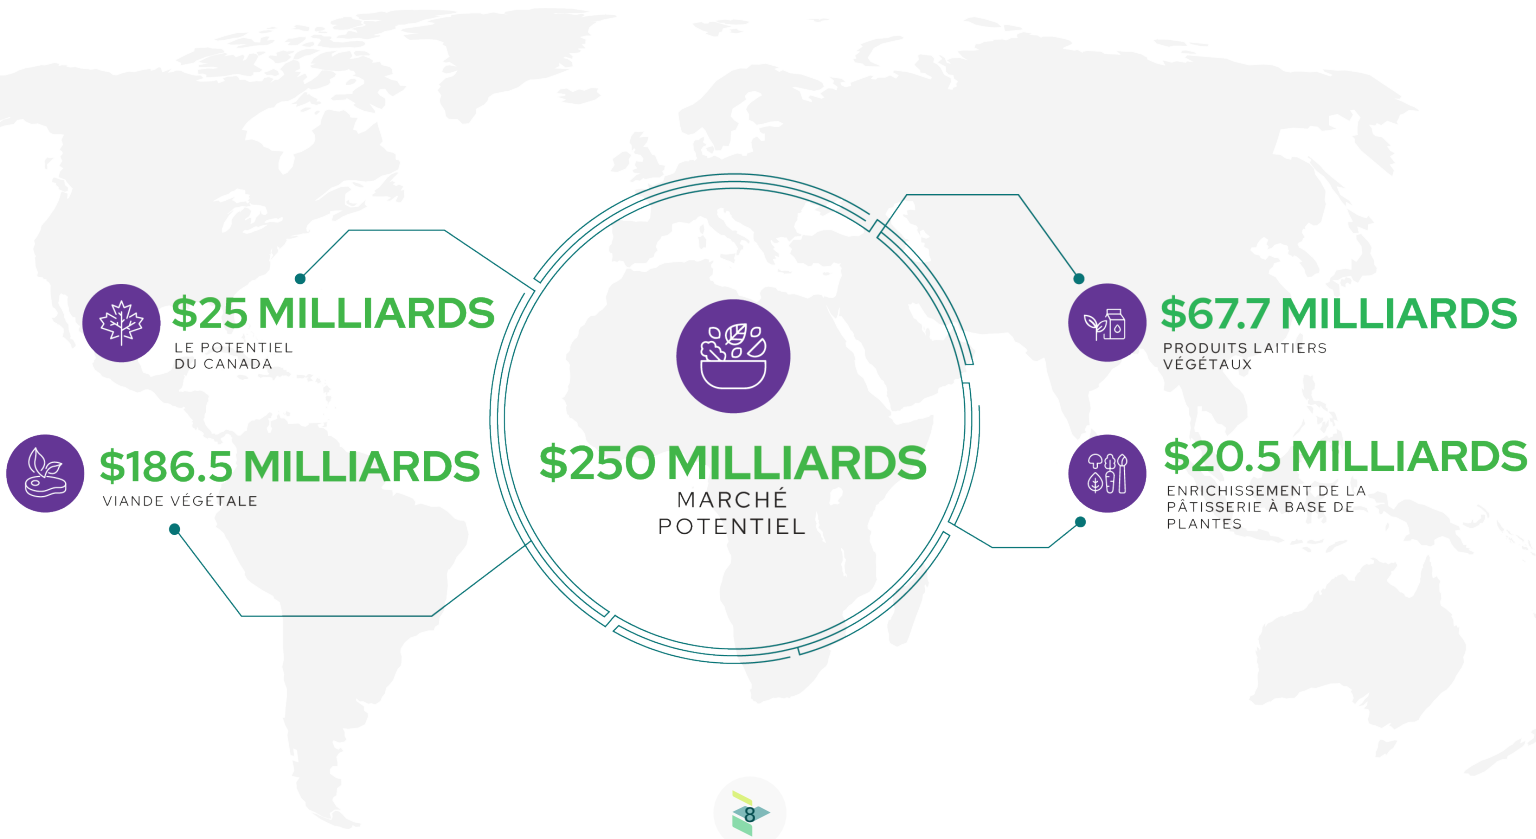 $25 MILLIARDS
LE POTENTIEL
DU CANADA
$186.5 MILLIARDS
VIANDE VÉGÉTALE
$250 MILLIARDS
MARCHÉ
POTENTIEL
$67.7 MILLIARDS
PRODUITS LAITIERS
VÉGÉTAUX
$20.5 MILLIARDS
ENRICHISSEMENT DE LA
PÂTISSERIE À BASE DE
PLANTES
8